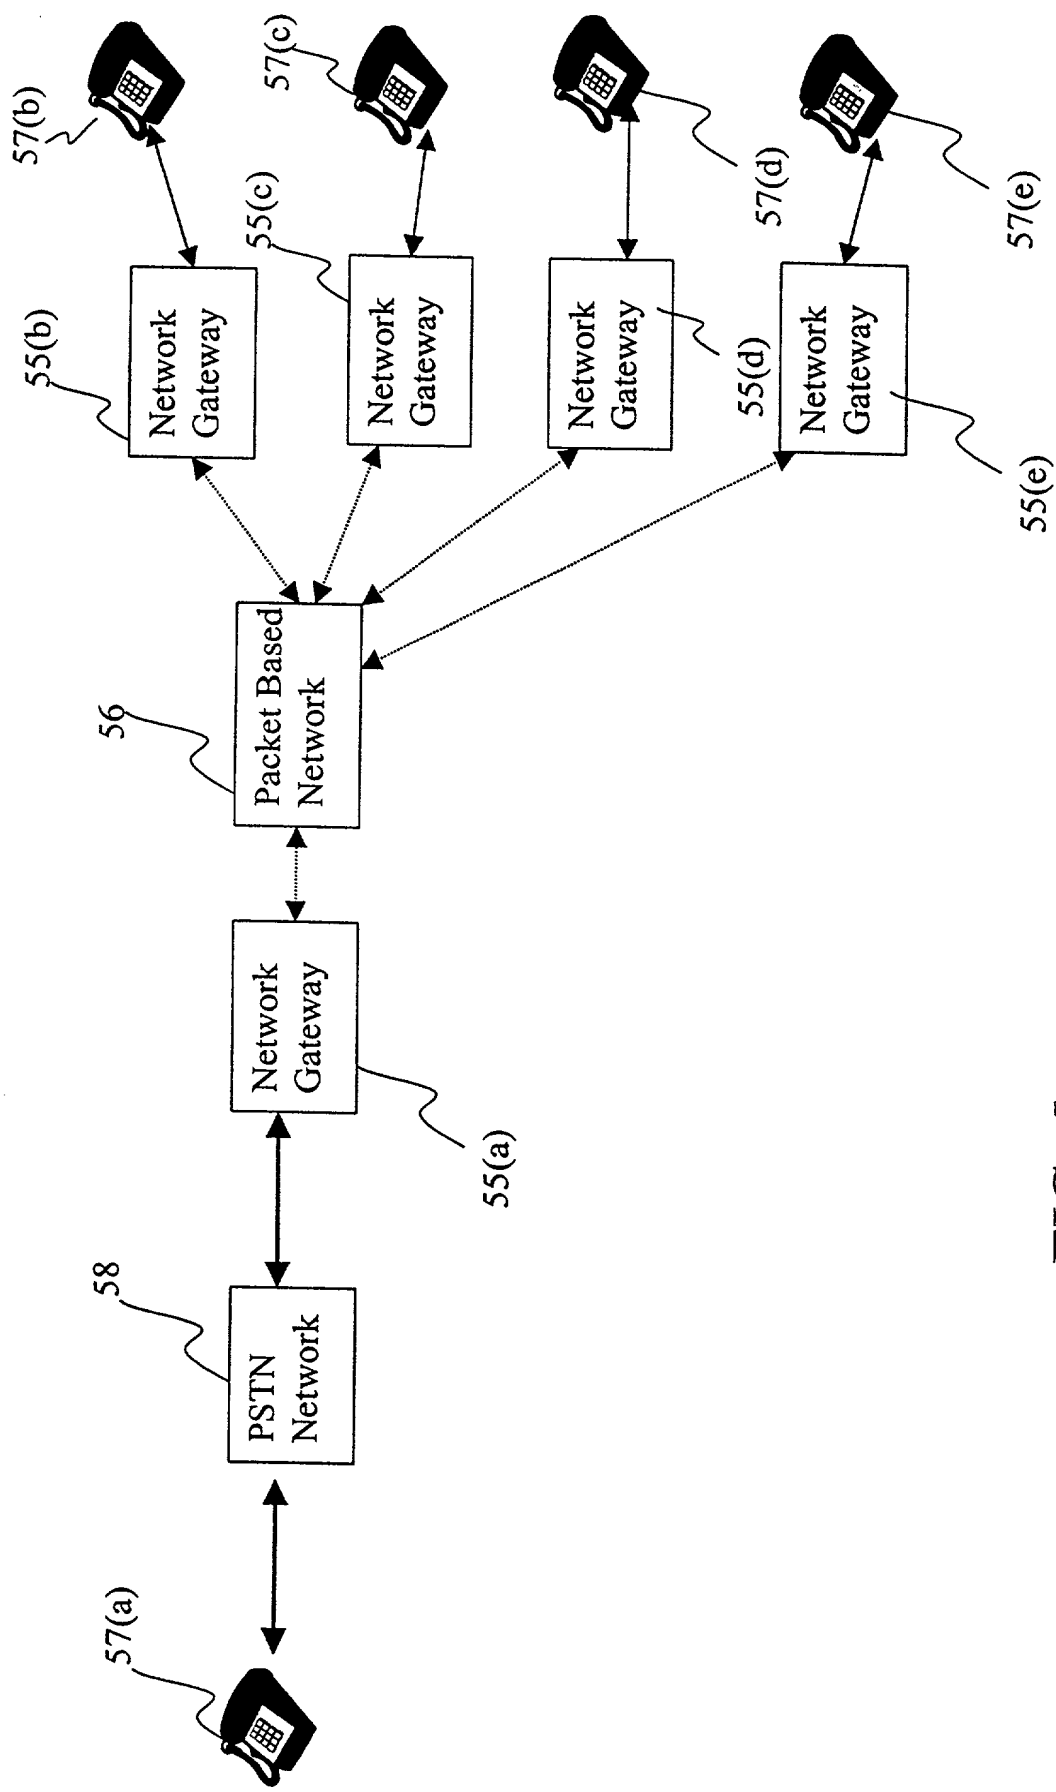 57(a)
58
PSTN
Network
55(a)
Network
Gateway
56
Packet Based
Network
55(b)
Network
Gateway
57(b)
55(c)
Network
Gateway
57(c)
55(d)
Network
Gateway
57(d)
55(e)
Network
Gateway
57(e)